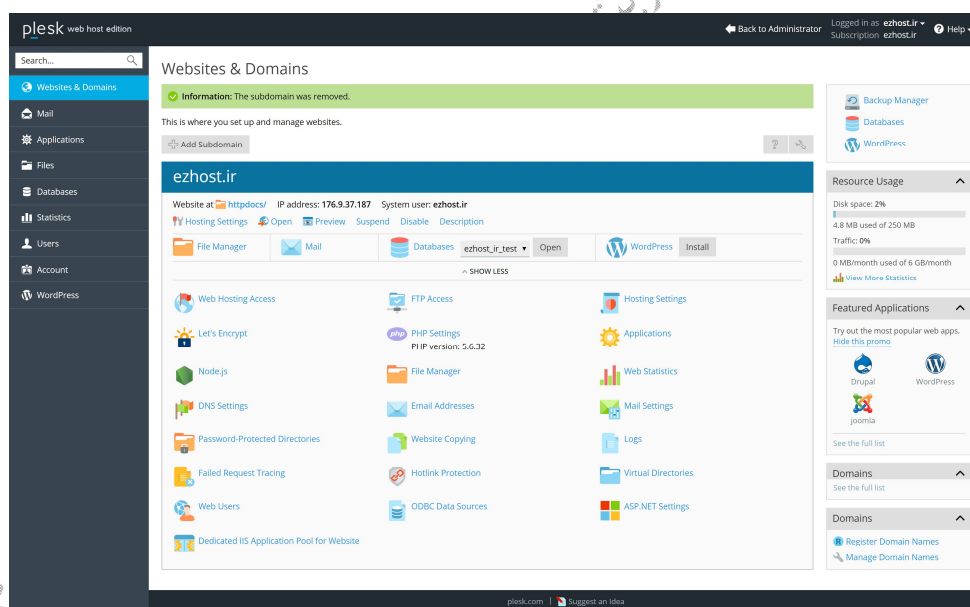 plesk web host edition
Back to Administrator
Logged in as ezhost.ir
Subscription ezhost.ir
Help
Search...
Websites & Domains
Mail
Applications
Files
Databases
Statistics
Users
Account
WordPress
Websites & Domains
Information: The subdomain was removed.
This is where you set up and manage websites.
Add Subdomain
ezhost.ir
Website at httpdocs/ IP address: 176.9.37.187 System user: ezhost.ir
Hosting Settings Open Preview Suspend Disable Description
File Manager Mail Databases ezhost_ir_test Open WordPress Install
SHOW LESS
Web Hosting Access FTP Access Hosting Settings
Let's Encrypt php PHP Settings Applications
PHP version: 5.6.32
Node.js File Manager Web Statistics
DNS Settings Email Addresses Mail Settings
Password-Protected Directories Website Copying Logs
Failed Request Tracing Hotlink Protection Virtual Directories
Web Users ODBC Data Sources ASP.NET Settings
Dedicated IIS Application Pool for Website
Backup Manager
Databases
WordPress
Resource Usage
Disk space: 2%
4.8 MB used of 250 MB
Traffic: 0%
0 MB/month used of 6 GB/month
View More Statistics
Featured Applications
Try out the most popular web apps.
Hide this promo
Drupal WordPress
Joomla
See the full list
Domains
See the full list
Domains
Register Domain Names
Manage Domain Names
plesk.com | Suggest an Idea